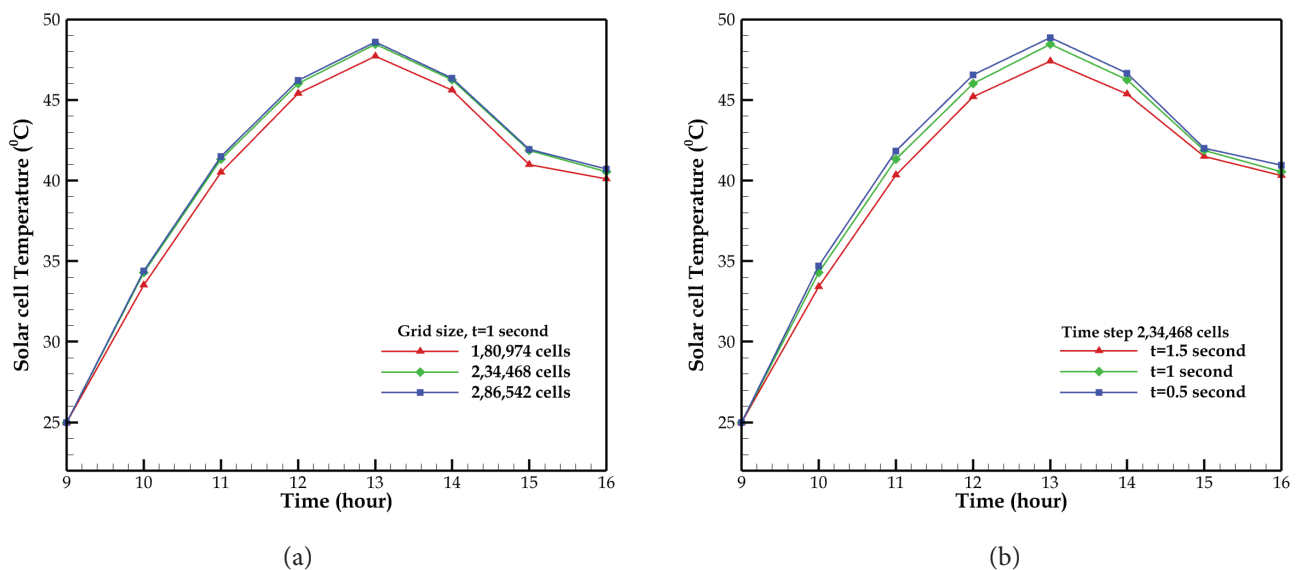 50
45
40
35
30
25
Solar cell Temperature (⁰C)
Grid size, t=1 second
1,80,974 cells
2,34,468 cells
2,86,542 cells
9 10 11 12 13 14 15 16
Time (hour)
(a)
50
45
40
35
30
25
Solar cell Temperature (⁰C)
Time step 2,34,468 cells
t=1.5 second
t=1 second
t=0.5 second
9 10 11 12 13 14 15 16
Time (hour)
(b)